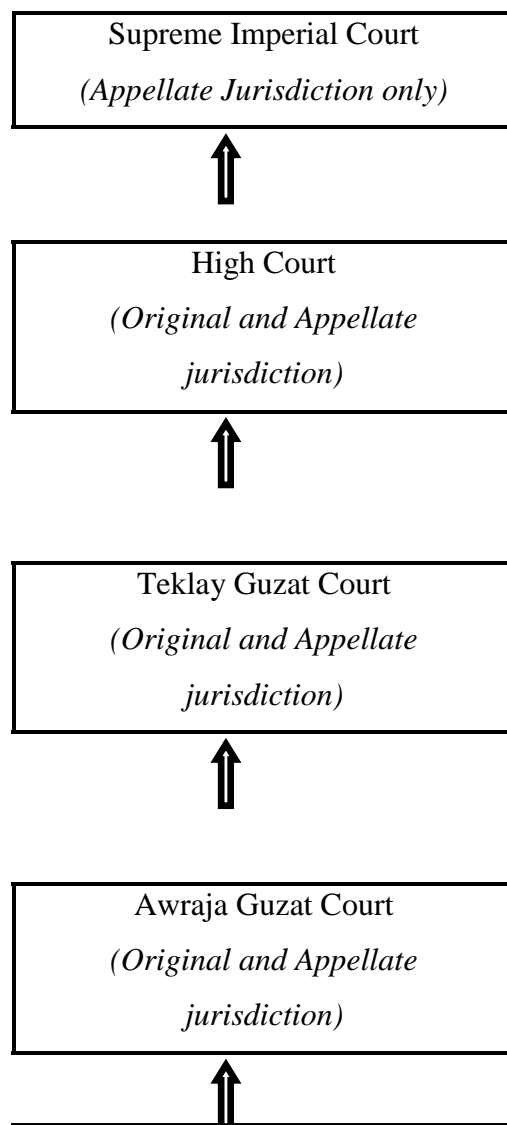 Supreme Imperial Court
(Appellate Jurisdiction only)
High Court
(Original and Appellate
jurisdiction)
Teklay Guzat Court
(Original and Appellate
jurisdiction)
Awraja Guzat Court
(Original and Appellate
jurisdiction)